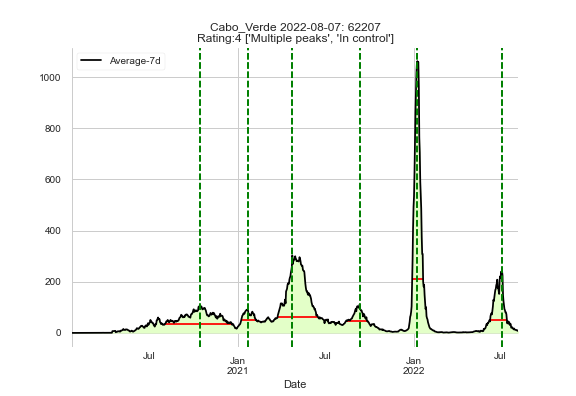 Cabo_Verde 2022-08-07: 62207
Rating:4 ['Multiple peaks', 'In control']
Average-7d
1000
800
600
400
200
0
Jul
Jan
2021
Jul
Jan
2022
Jul
Date